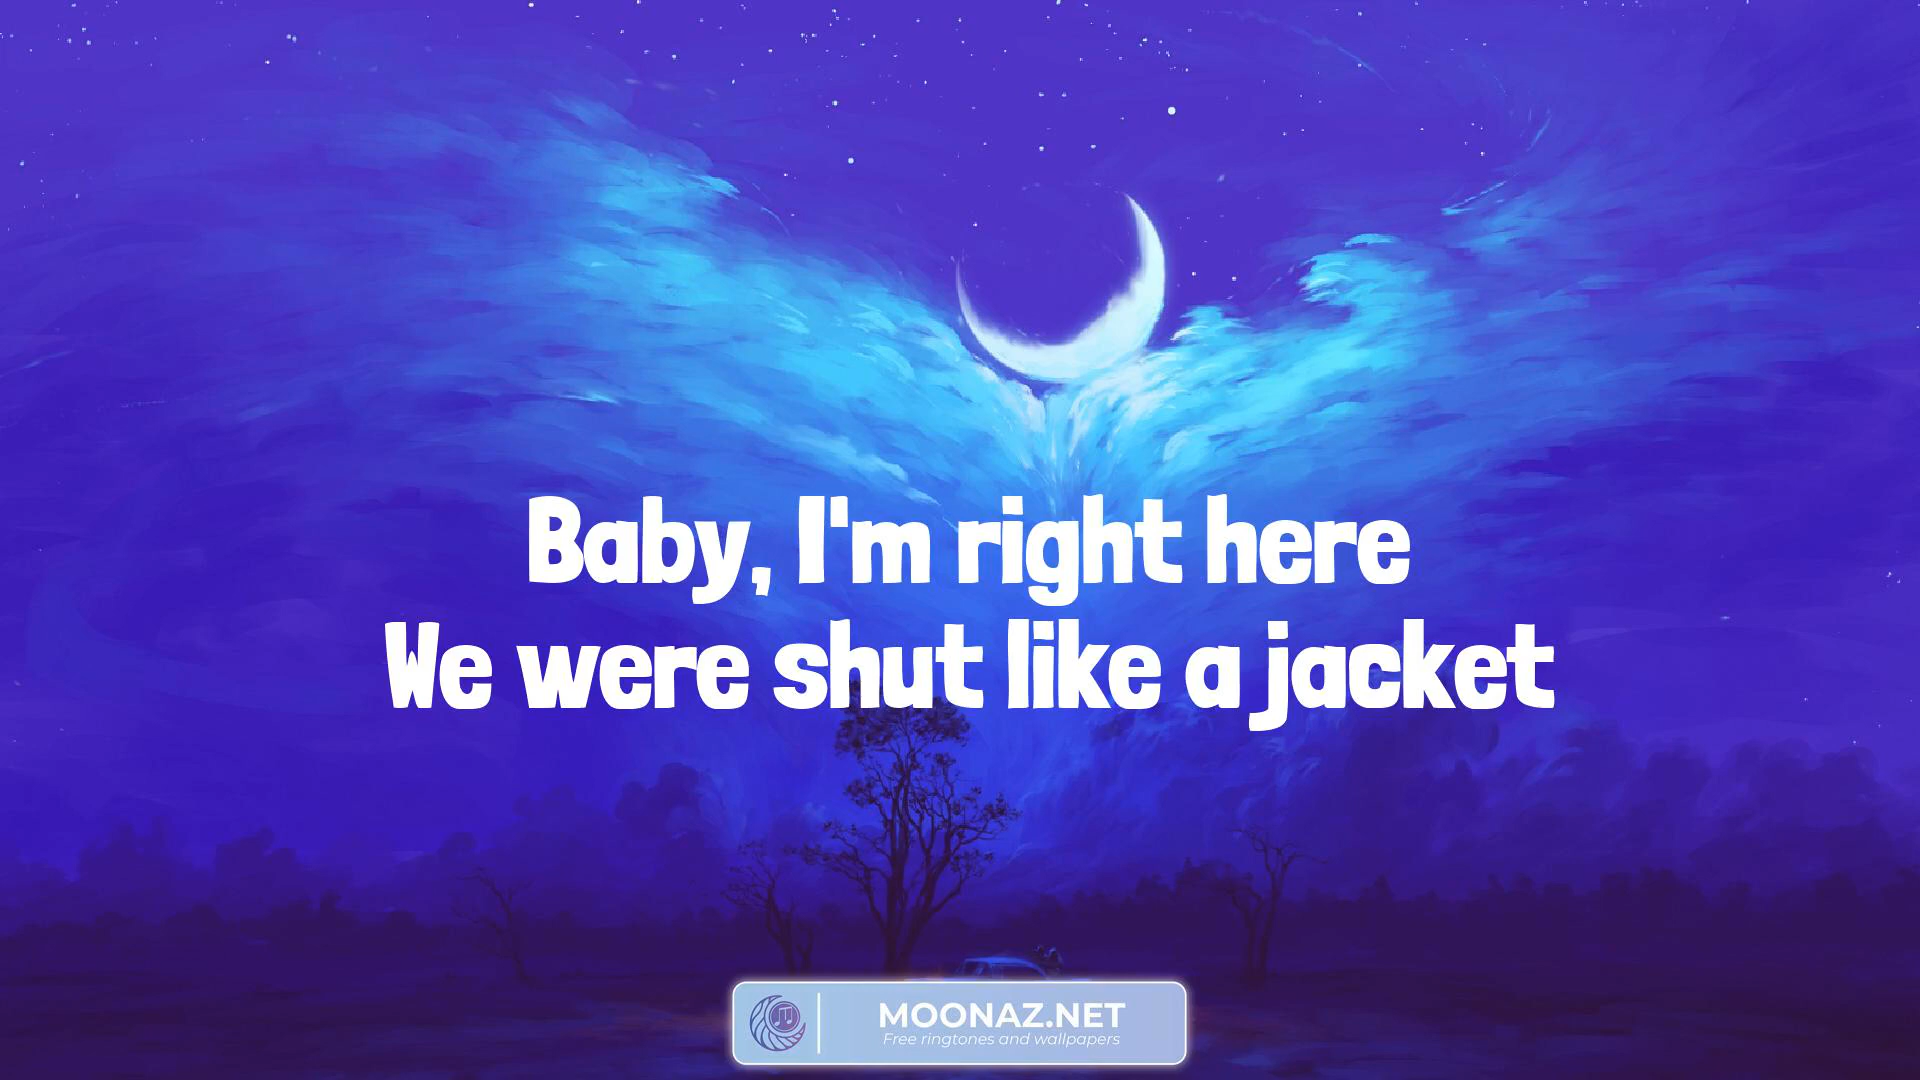 Baby, I'm right here
We were shut like a jacket
MOONAZ.NET
Free ringtones and wallpapers